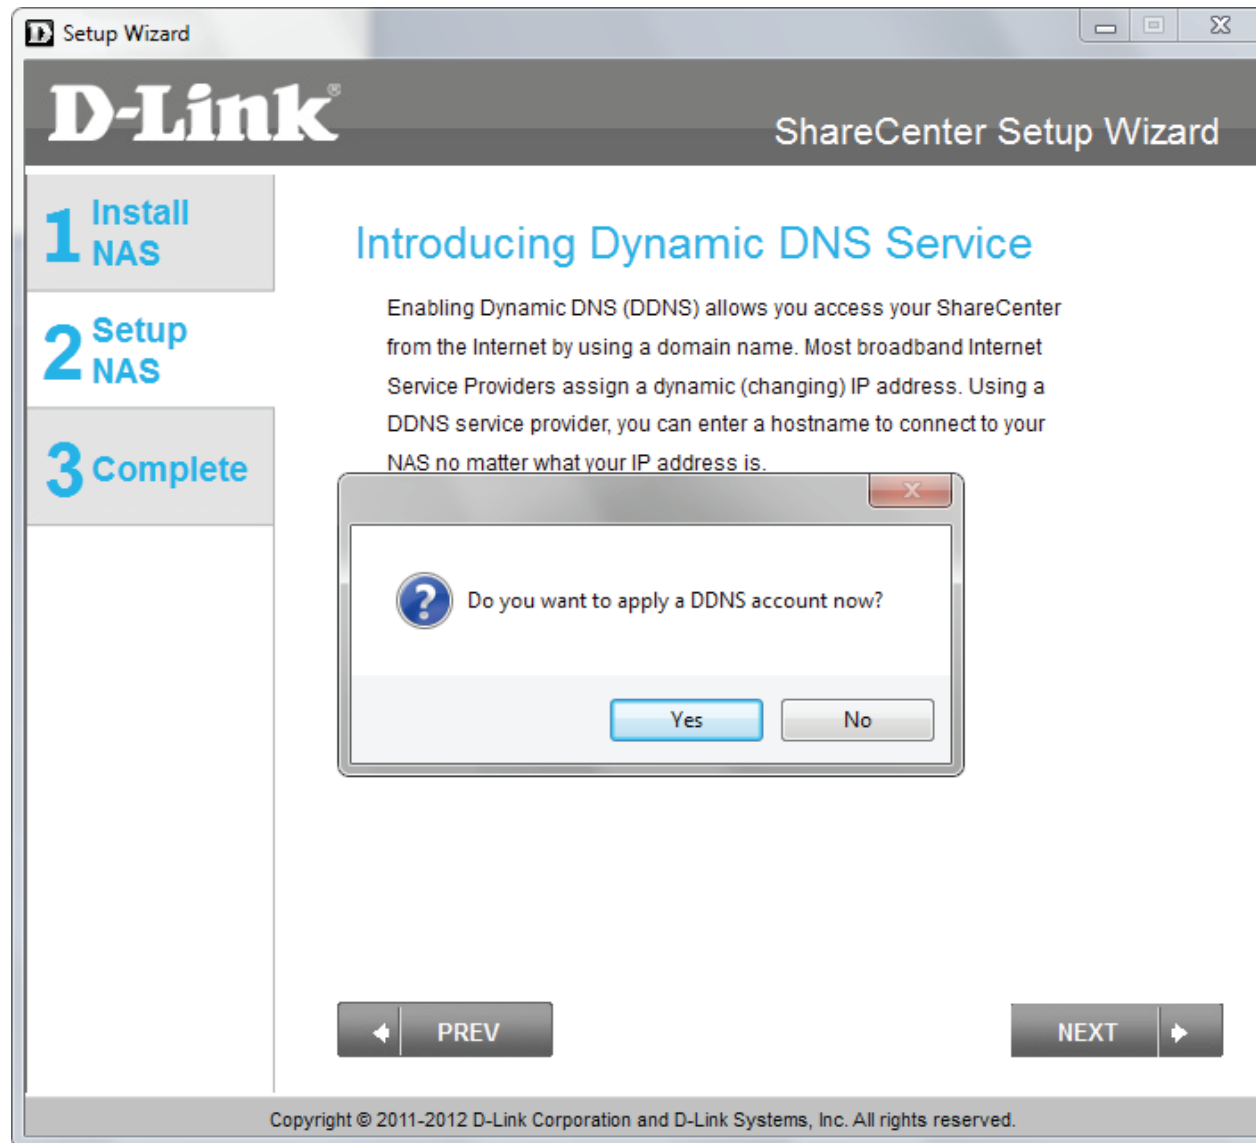 Setup Wizard
D-Link®
ShareCenter Setup Wizard
1 Install
NAS
2 Setup
NAS
3 Complete
Introducing Dynamic DNS Service
Enabling Dynamic DNS (DDNS) allows you access your ShareCenter
from the Internet by using a domain name. Most broadband Internet
Service Providers assign a dynamic (changing) IP address. Using a
DDNS service provider, you can enter a hostname to connect to your
NAS no matter what your IP address is.
Do you want to apply a DDNS account now?
Yes
No
PREV
NEXT
Copyright © 2011-2012 D-Link Corporation and D-Link Systems, Inc. All rights reserved.